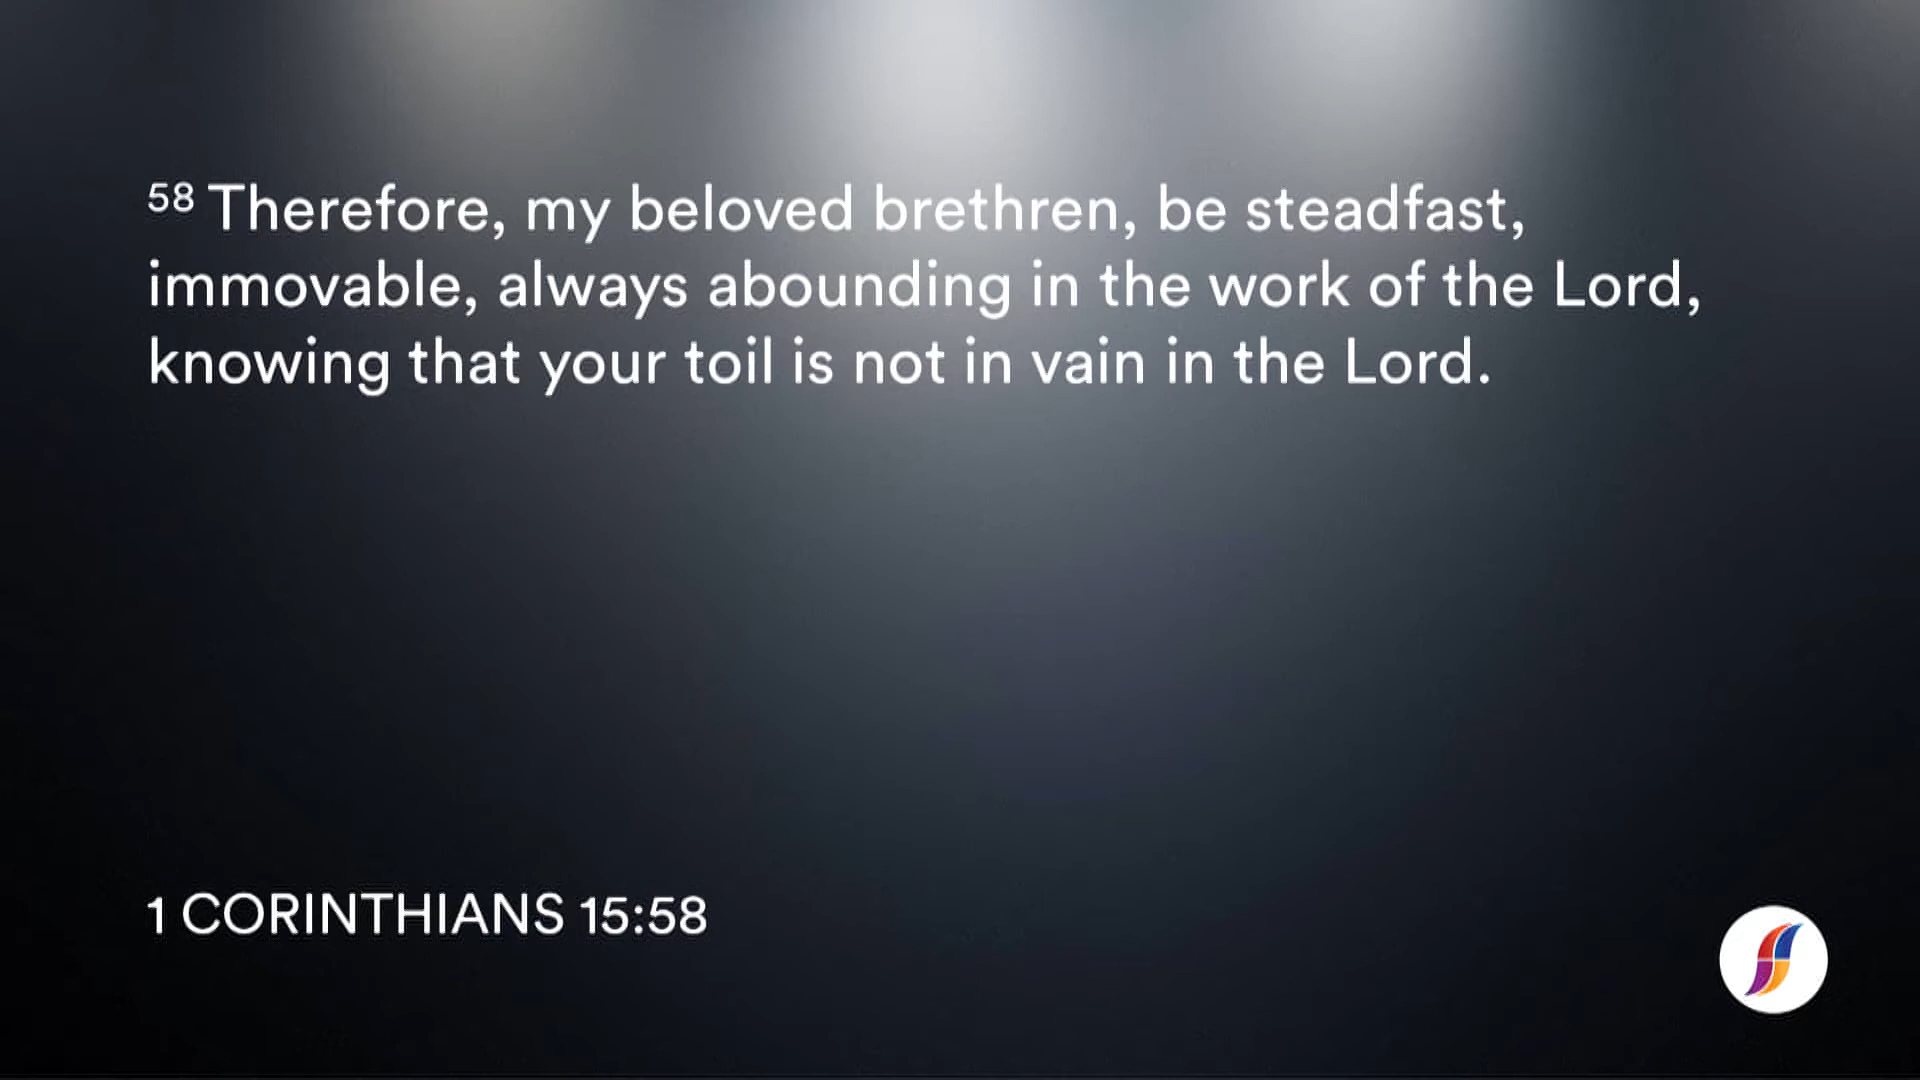 58 Therefore, my beloved brethren, be steadfast,
immovable, always abounding in the work of the Lord,
knowing that your toil is not in vain in the Lord.
1 CORINTHIANS 15:58